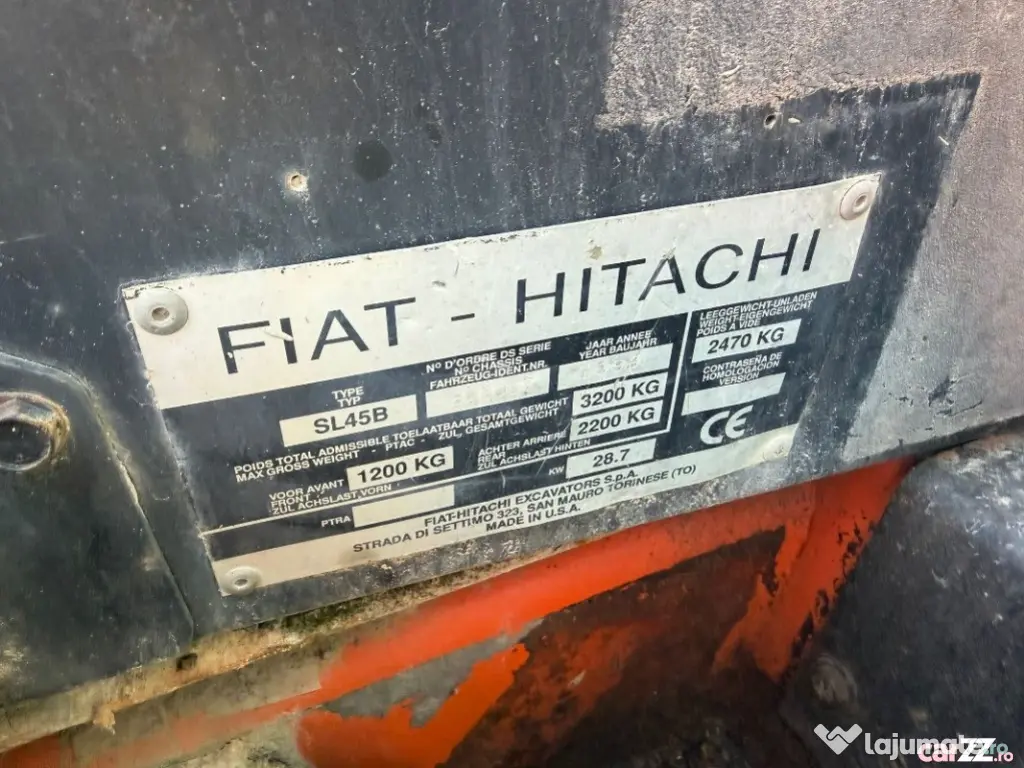 FIAT - HITACHI
TYPE
TYP
SL45B
Nº D'ORDRE DS SERIE
Nº CHASSIS
FAHRZEUG-IDENT.NR.
JAAR ANNEE
YEAR BAUJAHR
LEEGGEWICHT-UNLADEN
WEIGHT-EIGENGEWICHT
POIDS A VIDE
2470 KG
CONTRASEÑA DE
HOMOLOGACIÓN
VERSION
POIDS TOTAL ADMISSIBLE TOELAATBAAR TOTAAL GEWICHT
MAX GROSS WEIGHT - PTAC - ZUL, GESAMTGEWICHT
3200 KG
VOOR AVANT
FRONT
ZUL ACHSLAST VORN
1200 KG
ACHTER ARRIERE
REAR
ZUL ACHSLAST HINTEN
2200 KG
PTRA
KW
28.7
CE
FIAT-HITACHI EXCAVATORS S.p.A.
STRADA DI SETTIMO 323, SAN MAURO TORINESE (TO)
MADE IN U.S.A.
carZZ.ro